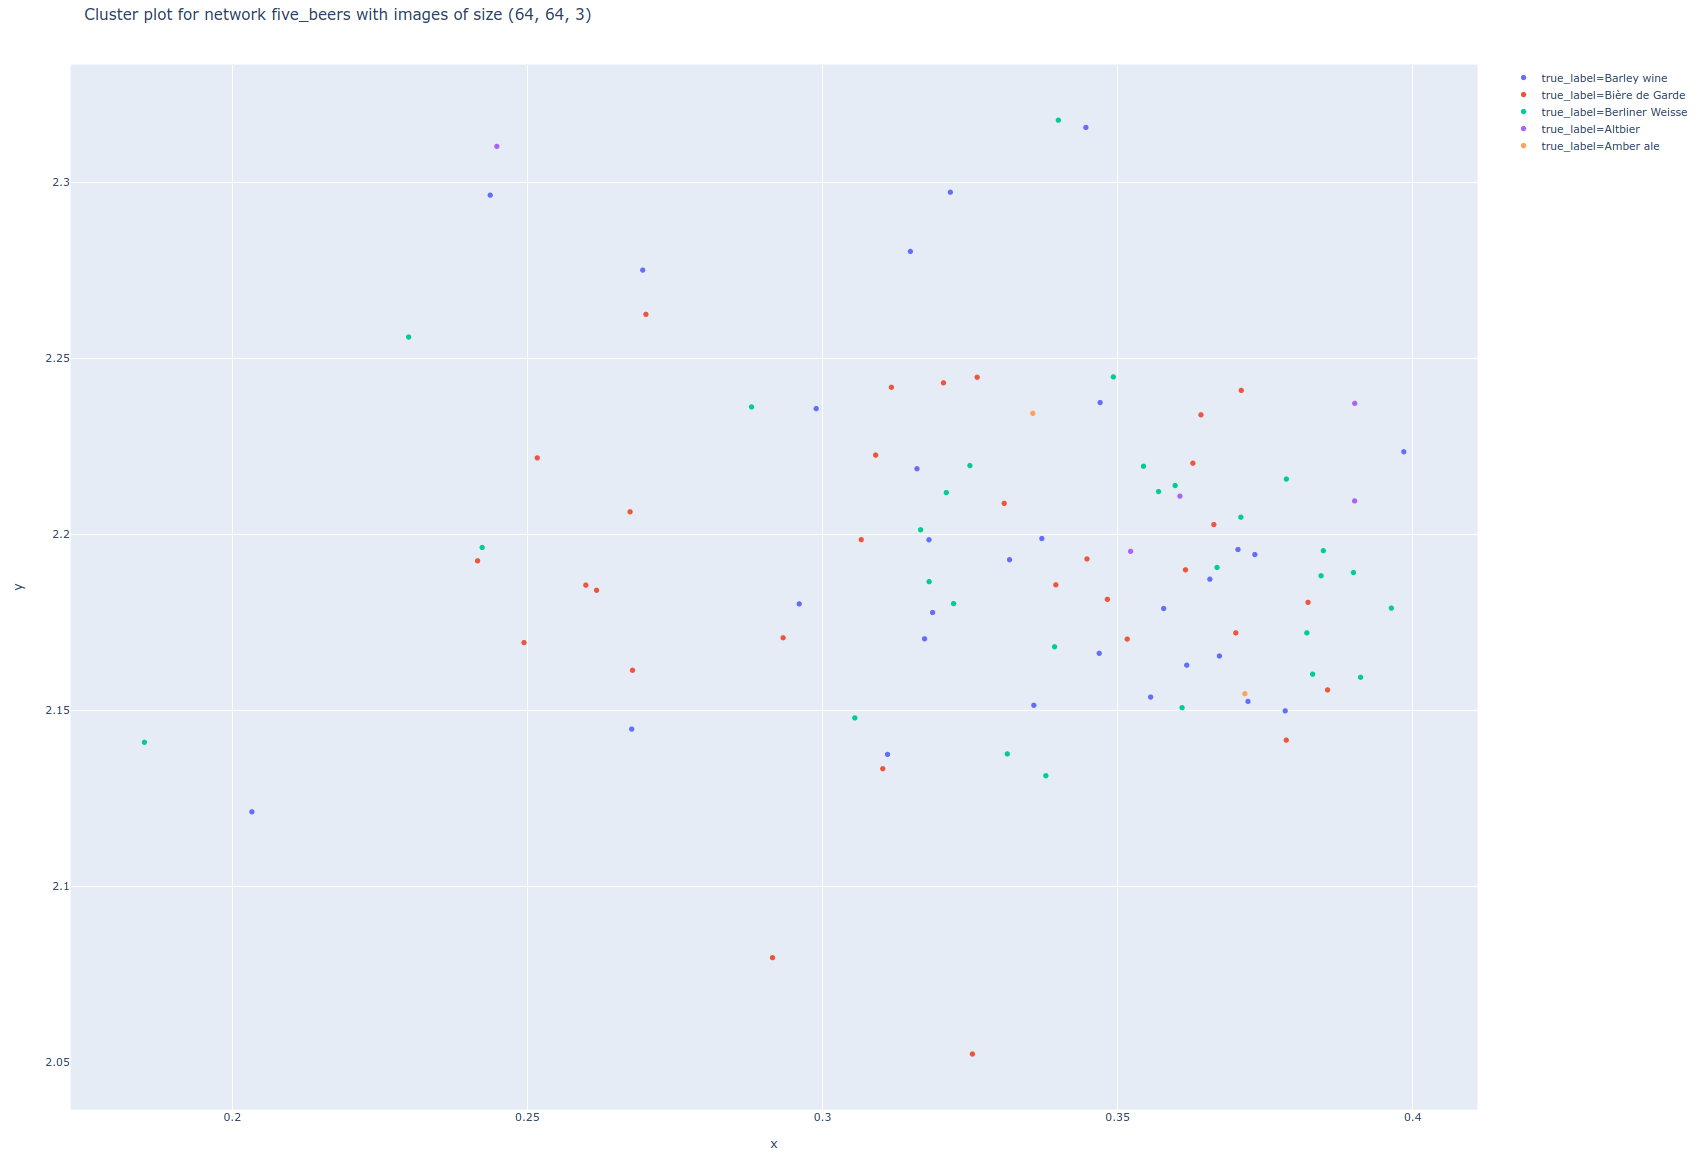 Cluster plot for network five_beers with images of size (64, 64, 3)
true_label=Barley wine
true_label=Bière de Garde
true_label=Berliner Weisse
true_label=Altbier
true_label=Amber ale
2.3
2.25
2.2
2.15
2.1
2.05
y
0.2 0.25 0.3 0.35 0.4
x